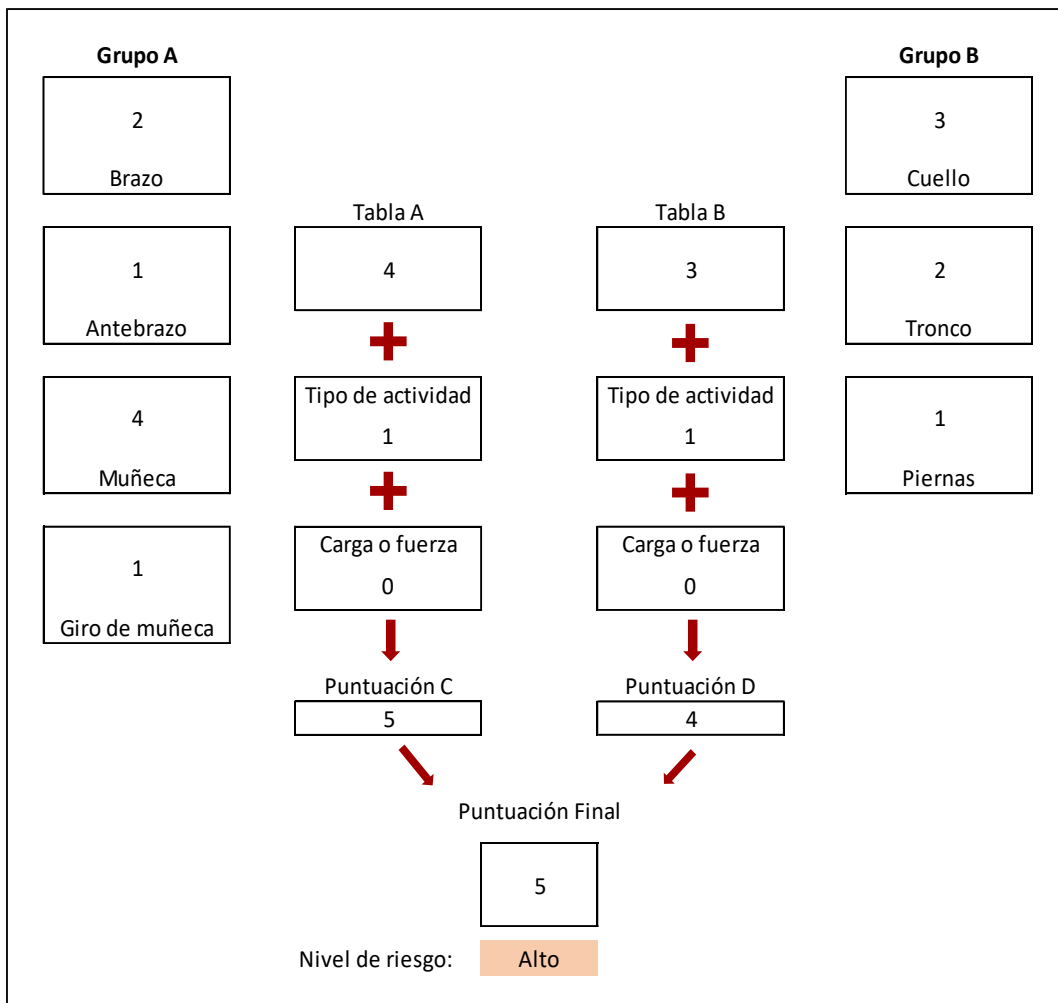 Grupo A
2
Brazo
1
Antebrazo
4
Muñeca
1
Giro de muñeca
Tabla A
4
Tipo de actividad
1
Carga o fuerza
0
Puntuación C
5
Tabla B
3
Tipo de actividad
1
Carga o fuerza
0
Puntuación D
4
Grupo B
3
Cuello
2
Tronco
1
Piernas
Puntuación Final
5
Nivel de riesgo: Alto